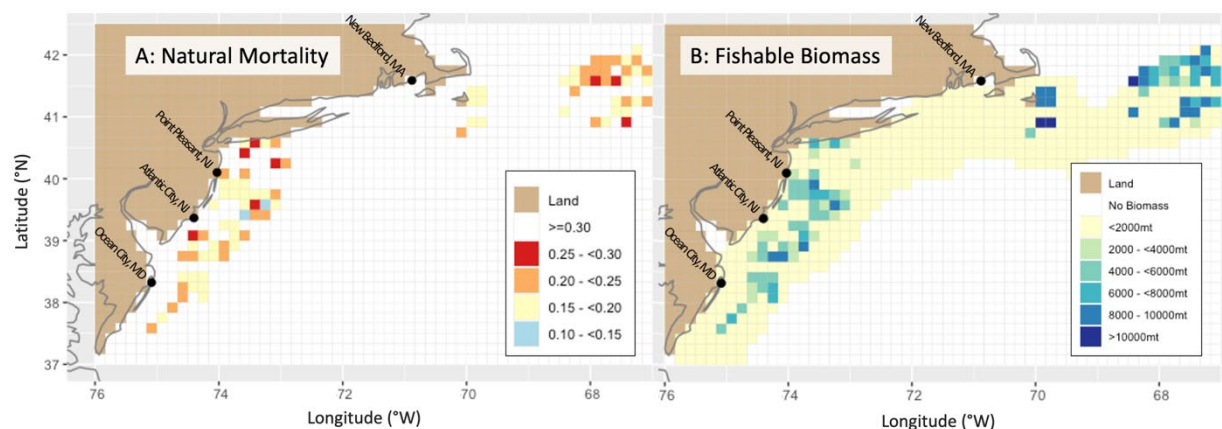 A: Natural Mortality
B: Fishable Biomass
New Bedford, MA
Point Pleasant, NJ
Atlantic City, NJ
Ocean City, MD
New Bedford, MA
Point Pleasant, NJ
Atlantic City, NJ
Ocean City, MD
Latitude (°N)
42
41
40
39
38
37
Land
>=0.30
0.25 - <0.30
0.20 - <0.25
0.15 - <0.20
0.10 - <0.15
Land
No Biomass
<2000mt
2000 - <4000mt
4000 - <6000mt
6000 - <8000mt
8000 - 10000mt
>10000mt
76 74 72 70 68
76 74 72 70 68
Longitude (°W)
Longitude (°W)